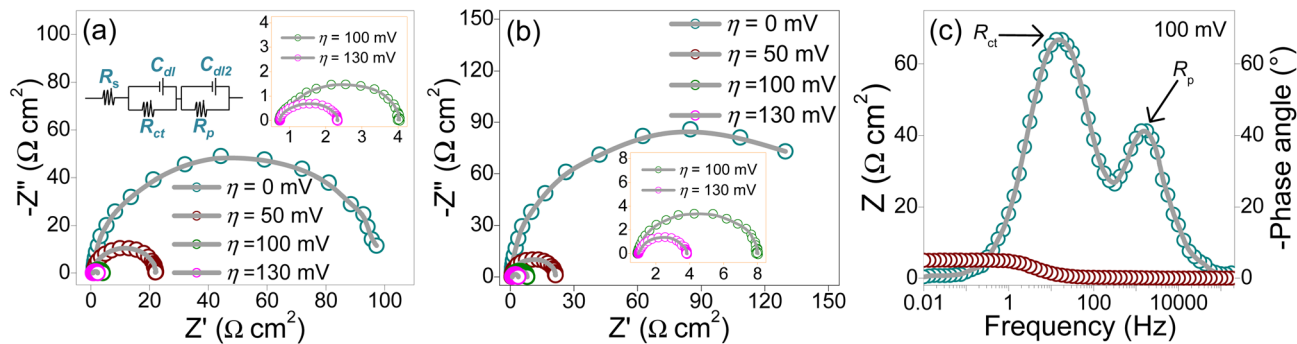 (a)
-Z" (Ω cm²)
100
80
60
40
20
0
0 20 40 60 80 100
Z' (Ω cm²)
R_s
C_dl
C_dl2
R_ct
R_p
η = 0 mV
η = 50 mV
η =100 mV
η =130 mV
4
3
2
1
0
1 2 3 4
η = 100 mV
η = 130 mV
(b)
-Z" (Ω cm²)
150
120
90
60
30
0
0 30 60 90 120 150
Z' (Ω cm²)
η = 0 mV
η = 50 mV
η = 100 mV
η = 130 mV
8
6
4
2
0
2 4 6 8
η = 100 mV
η = 130 mV
(c)
100 mV
R_ct
R_p
Z (Ω cm²)
60
40
20
0
0.01 1 100 10000
Frequency (Hz)
60
40
20
0
-Phase angle (°)